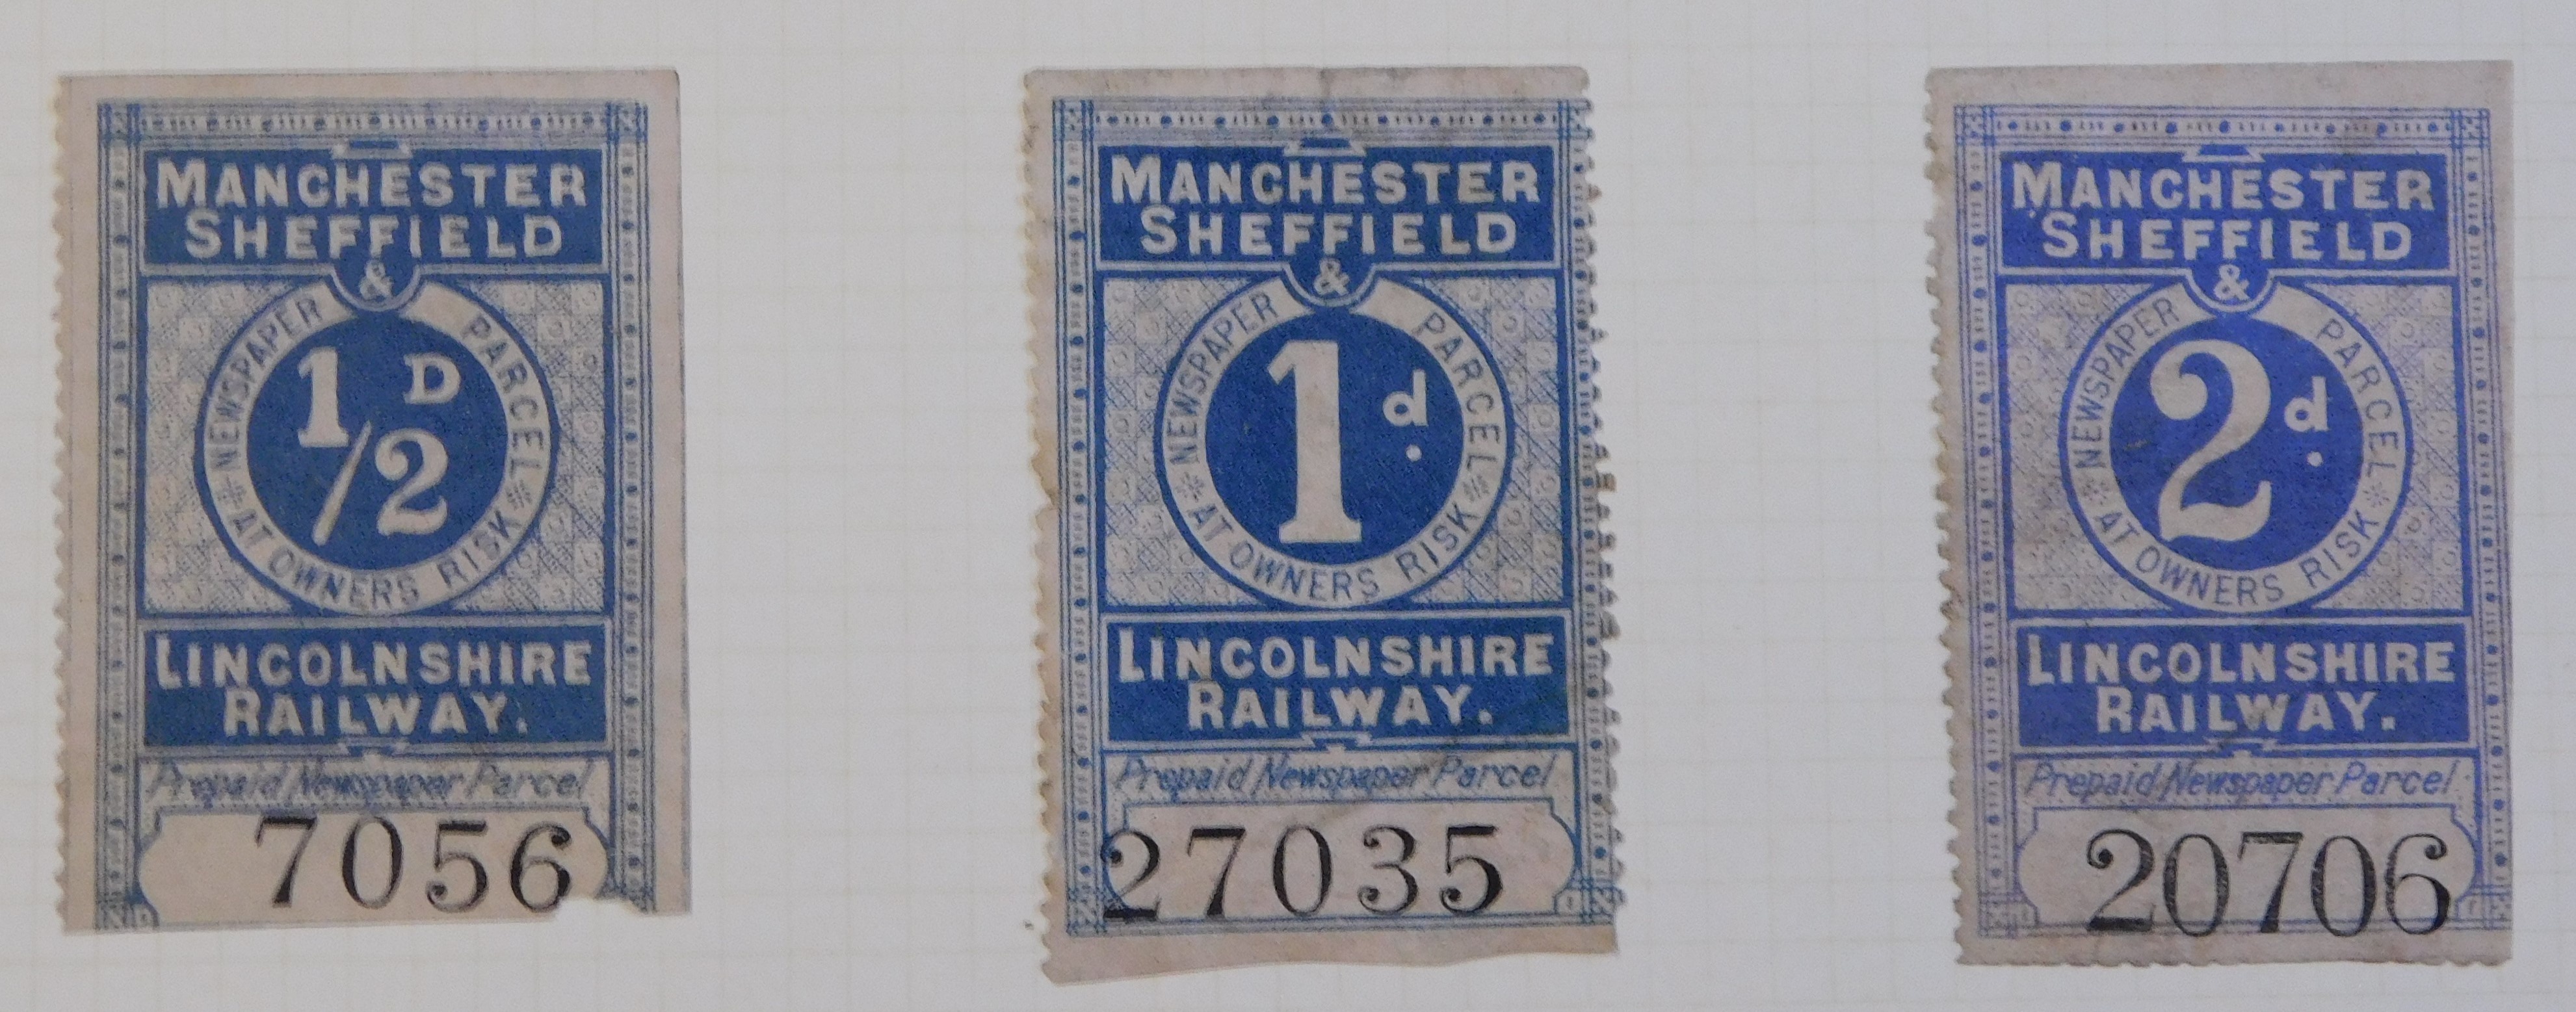 MANCHESTER
SHEFFIELD
&
NEWSPAPER PARCEL
AT OWNERS RISK
1/2 D
LINCOLNSHIRE
RAILWAY.
Prepaid Newspaper Parcel
7056
MANCHESTER
SHEFFIELD
&
NEWSPAPER PARCEL
AT OWNERS RISK
1d.
LINCOLNSHIRE
RAILWAY.
Prepaid Newspaper Parcel
27035
MANCHESTER
SHEFFIELD
&
NEWSPAPER PARCEL
AT OWNERS RISK
2d.
LINCOLNSHIRE
RAILWAY.
Prepaid Newspaper Parcel
20706